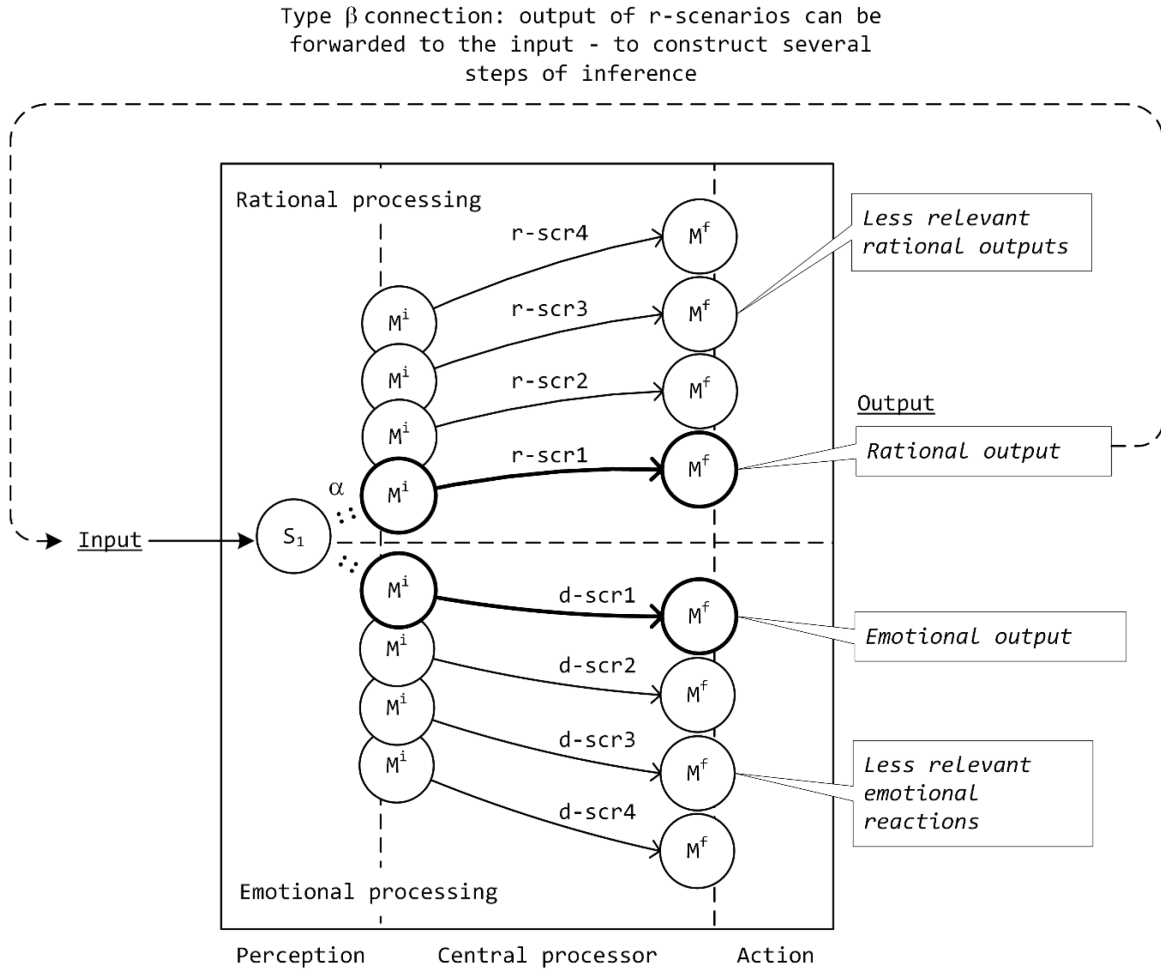 Type β connection: output of r-scenarios can be
forwarded to the input - to construct several
steps of inference
Rational processing
r-scr4
r-scr3
r-scr2
r-scr1
Mⁱ
Mⁱ
Mⁱ
Mⁱ
Mᶠ
Mᶠ
Mᶠ
Mᶠ
Less relevant
rational outputs
Output
Rational output
α
Input
S₁
Mⁱ
Mⁱ
Mⁱ
Mⁱ
d-scr1
d-scr2
d-scr3
d-scr4
Mᶠ
Mᶠ
Mᶠ
Mᶠ
Emotional output
Less relevant
emotional
reactions
Emotional processing
Perception
Central processor
Action